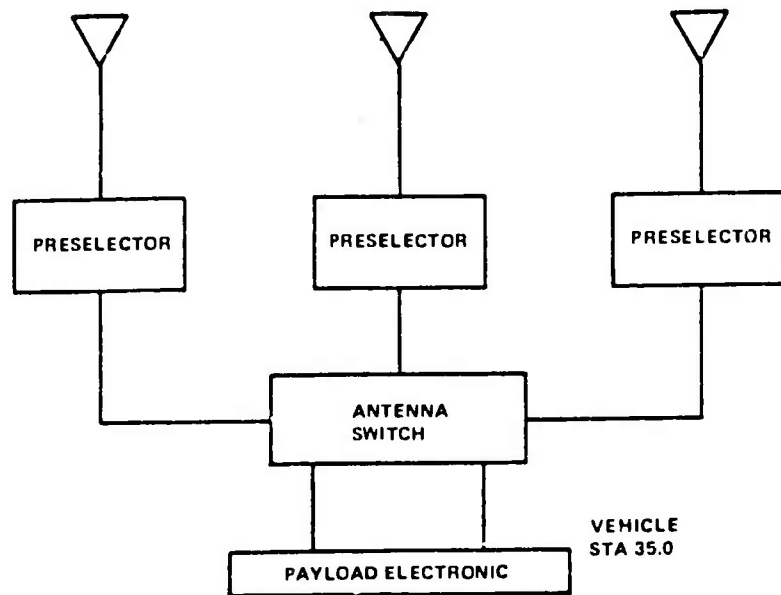 PRESELECTOR
PRESELECTOR
PRESELECTOR
ANTENNA
SWITCH
VEHICLE
STA 35.0
PAYLOAD ELECTRONIC